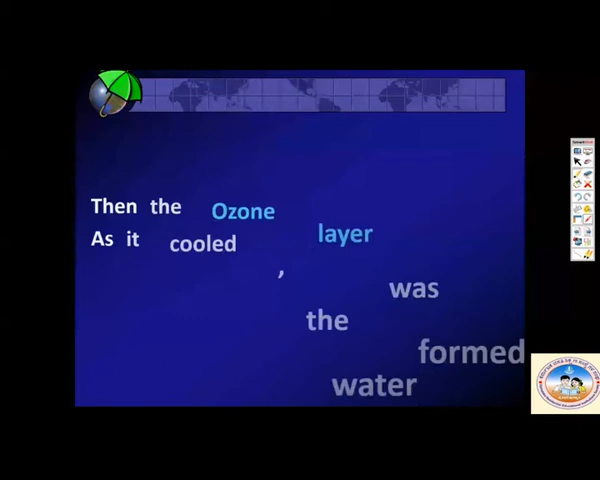 Then the Ozone layer was formed
As it cooled , the water